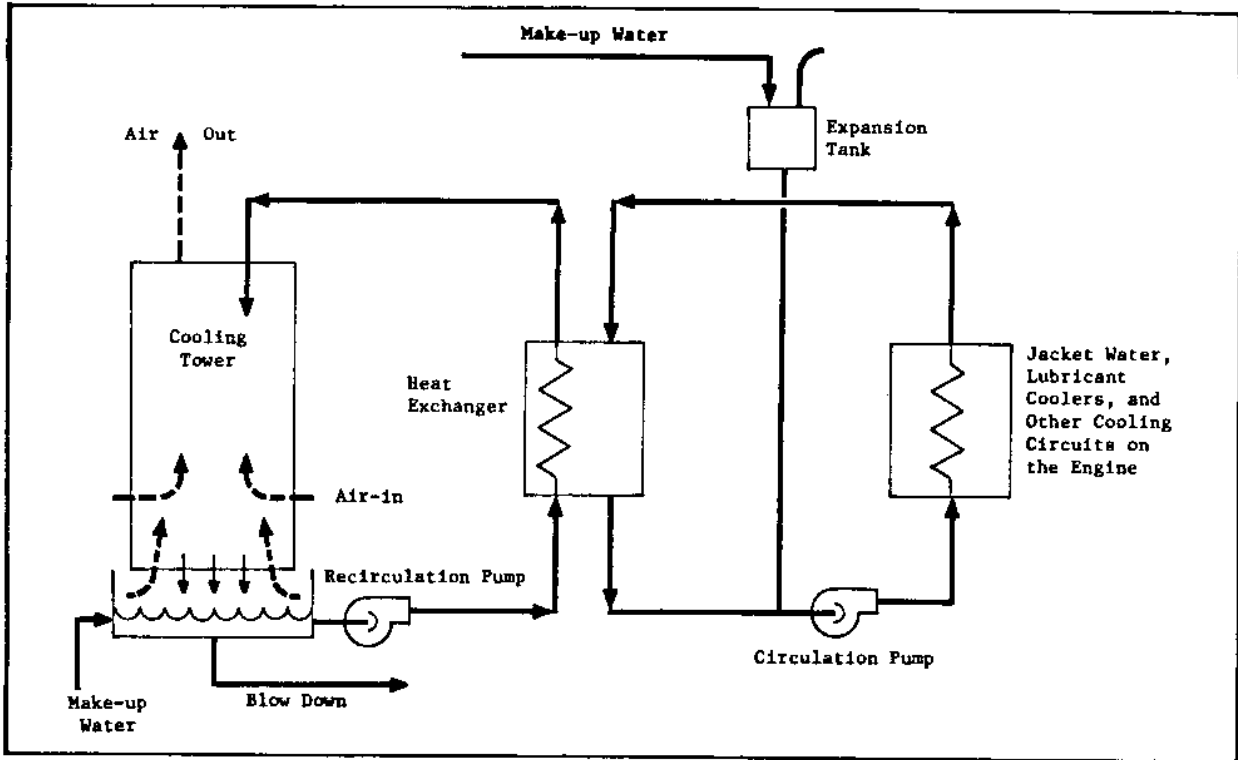 Make-up Water
Air Out
Expansion
Tank
Cooling
Tower
Heat
Exchanger
Jacket Water,
Lubricant
Coolers, and
Other Cooling
Circuits on
the Engine
Air-in
Recirculation Pump
Circulation Pump
Make-up
Water
Blow Down